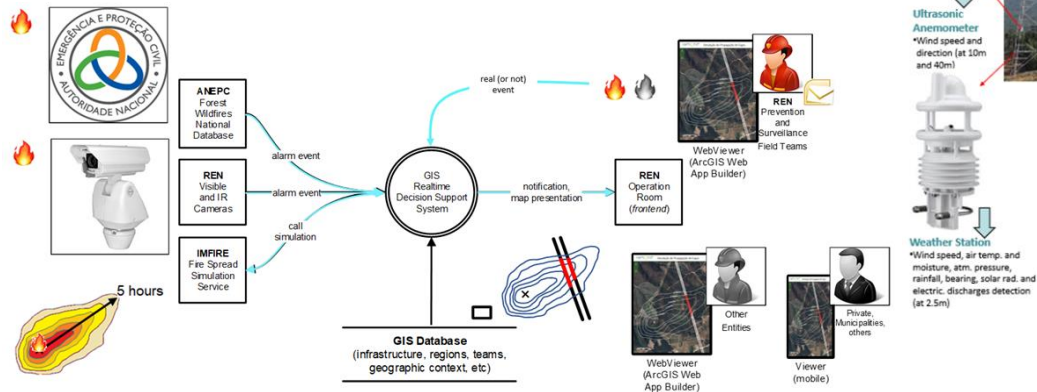 EMERGÊNCIA E PROTEÇÃO CIVIL
AUTORIDADE NACIONAL
ANEPC
Forest
Wildfires
National
Database
REN
Visible
and IR
Cameras
IMFIRE
Fire Spread
Simulation
Service
5 hours
alarm event
alarm event
call
simulation
real (or not)
event
GIS
Realtime
Decision Support
System
notification,
map presentation
GIS Database
(infrastructure, regions, teams,
geographic context, etc)
REN
Prevention
and
Surveillance
Field Teams
WebViewer
(ArcGIS Web
App Builder)
REN
Operation
Room
(frontend)
Other
Entities
WebViewer
(ArcGIS Web
App Builder)
Private,
Municipalities,
others
Viewer
(mobile)
Ultrasonic
Anemometer
•Wind speed and
direction (at 10m
and 40m)
Weather Station
•Wind speed, air temp. and
moisture, atm. pressure,
rainfall, bearing, solar rad. and
electric. discharges detection
(at 2.5m)